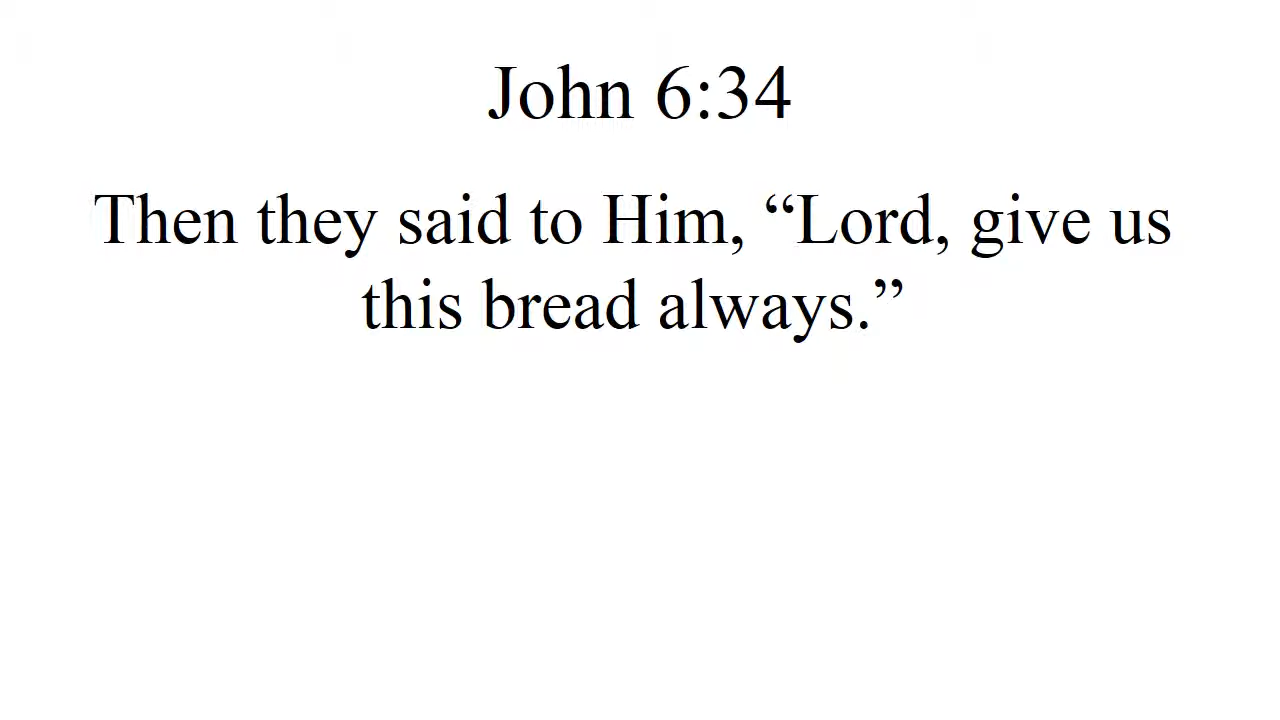 John 6:34
Then they said to Him, “Lord, give us
this bread always.”